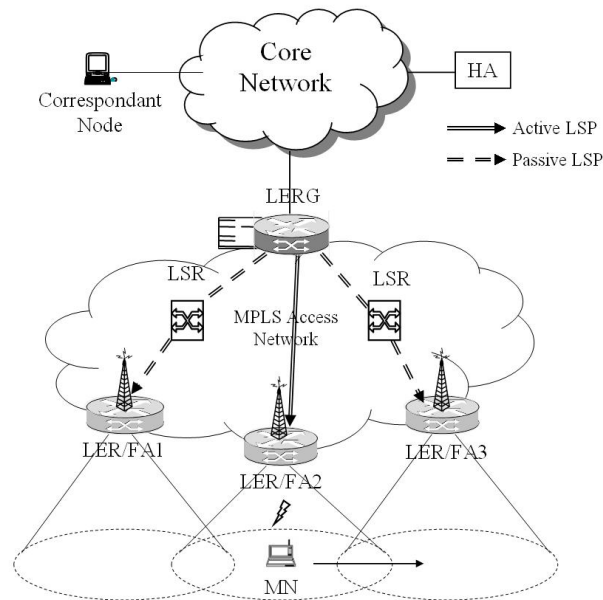 Core
Network
HA
Correspondant
Node
Active LSP
Passive LSP
LERG
LSR
LSR
MPLS Access
Network
LER/FA1
LER/FA2
LER/FA3
MN